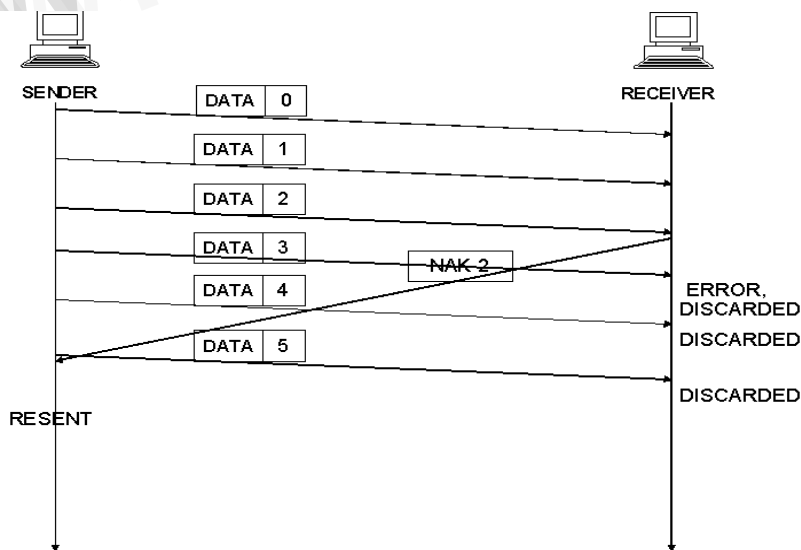 SENDER
RECEIVER
DATA 0
DATA 1
DATA 2
DATA 3
NAK 2
DATA 4
ERROR,
DISCARDED
DISCARDED
DATA 5
DISCARDED
RESENT